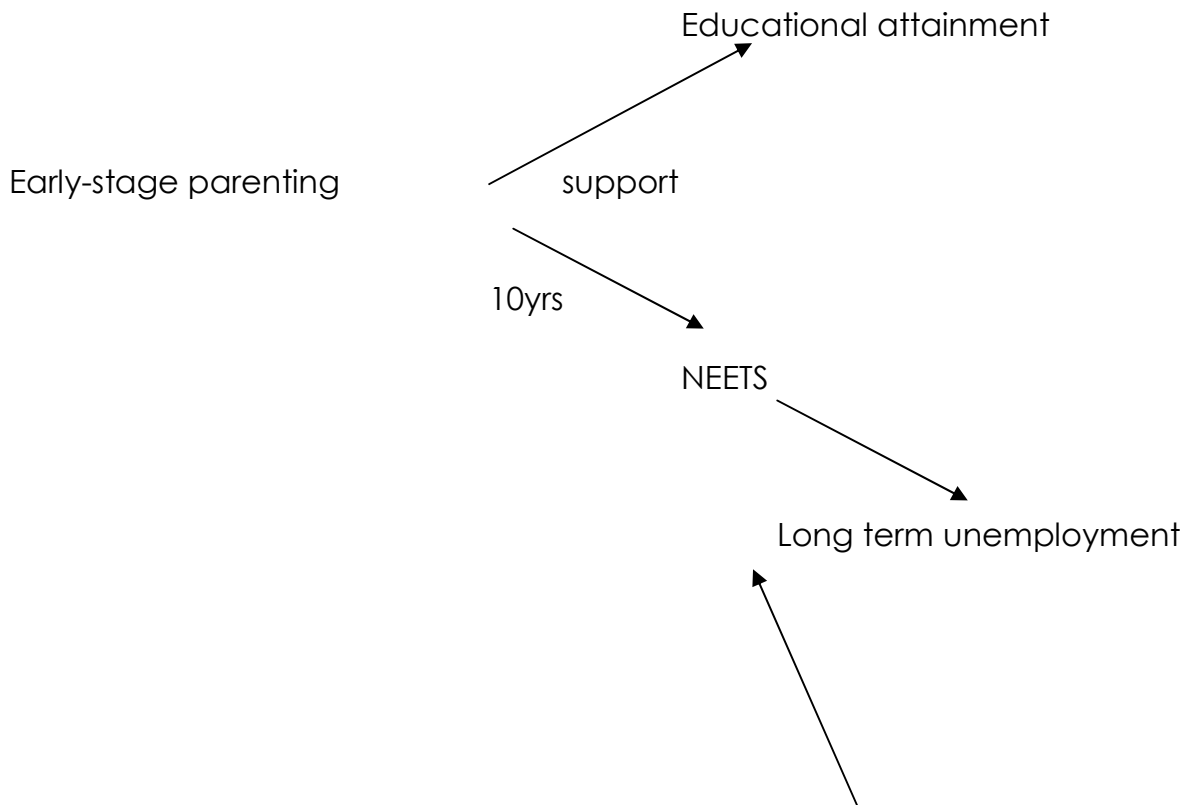 Educational attainment
Early-stage parenting support
10yrs
NEETS
Long term unemployment